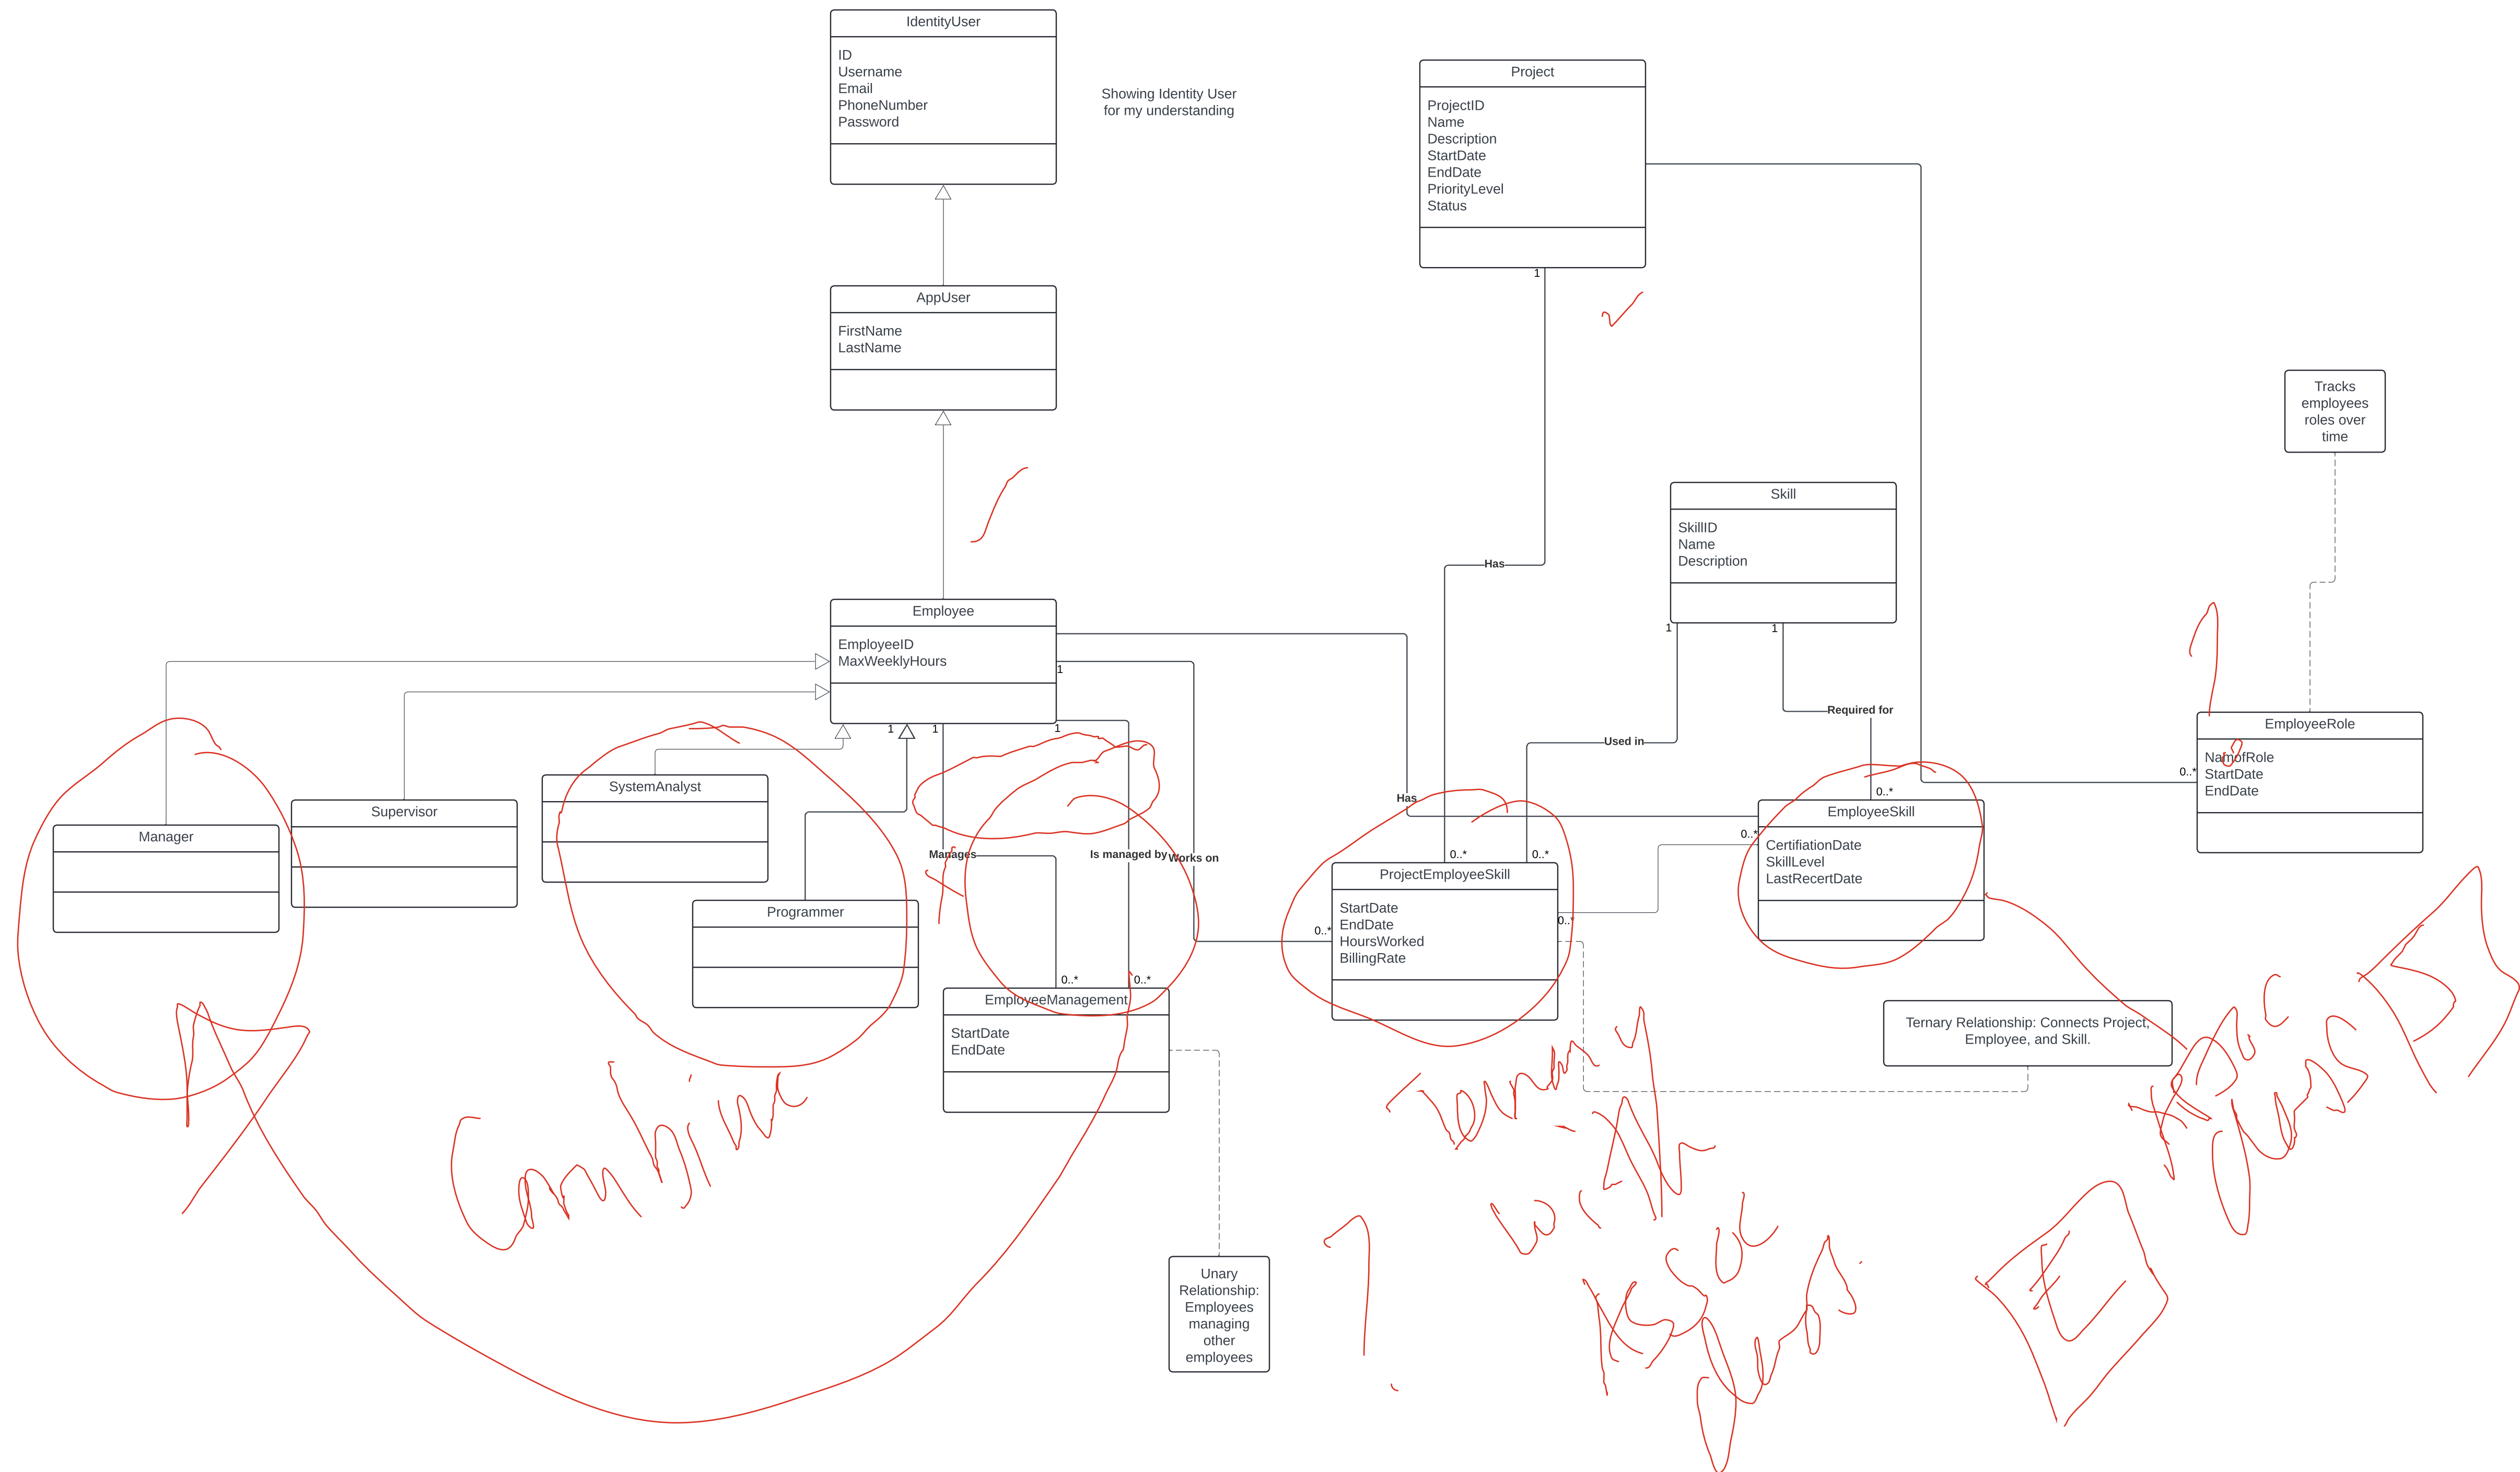 IdentityUser
ID
Username
Email
PhoneNumber
Password
Showing Identity User
for my understanding
Project
ProjectID
Name
Description
StartDate
EndDate
PriorityLevel
Status
1
AppUser
FirstName
LastName
Tracks
employees
roles over
time
Skill
SkillID
Name
Description
1
1
Has
Employee
EmployeeID
MaxWeeklyHours
1
1
1
1
Required for
Used in
EmployeeRole
NamofRole
StartDate
EndDate
0..*
SystemAnalyst
Supervisor
Manager
Programmer
Manages
Is managed by
Works on
Has
0..*
EmployeeSkill
CertifiationDate
SkillLevel
LastRecertDate
0..*
0..*
0..*
ProjectEmployeeSkill
StartDate
EndDate
HoursWorked
BillingRate
0..*
0..*
0..*
0..*
EmployeeManagement
StartDate
EndDate
Ternary Relationship: Connects Project,
Employee, and Skill.
Combine
Unary
Relationship:
Employees
managing
other
employees